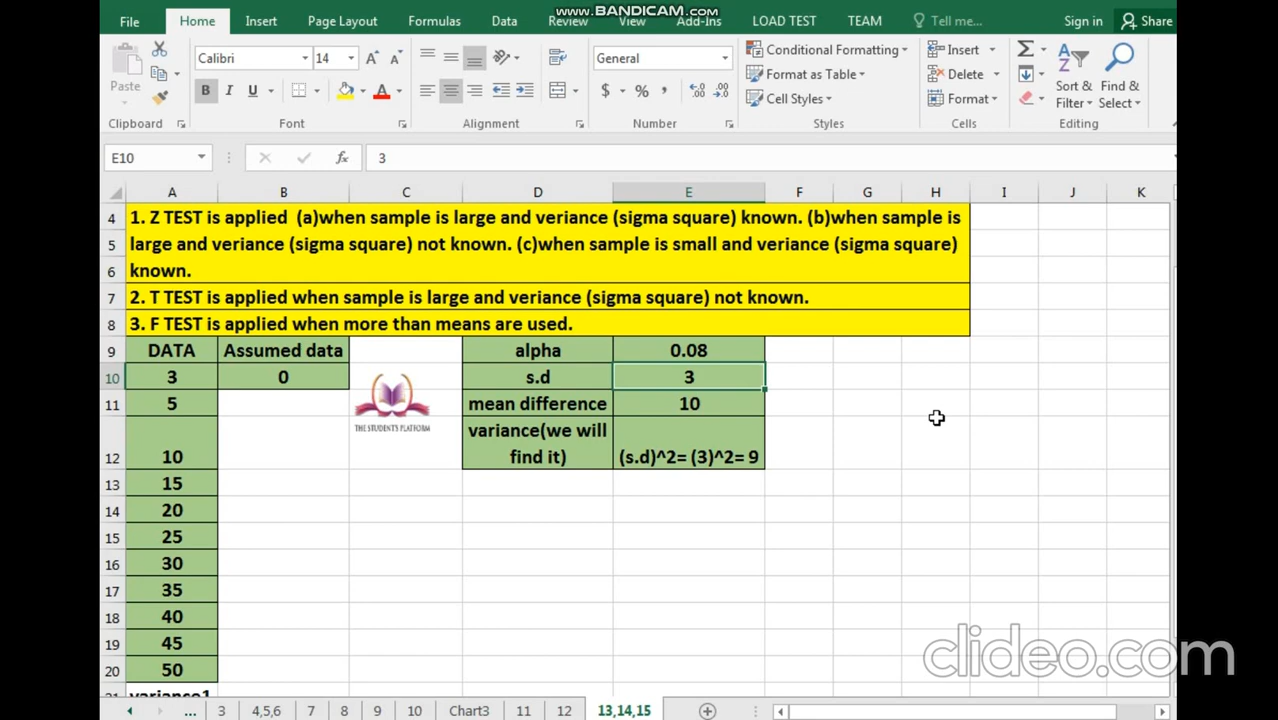 www.BANDICAM.com
File Home Insert Page Layout Formulas Data Review View Add-Ins LOAD TEST TEAM Tell me... Sign in Share
Calibri 14 General Conditional Formatting Insert
Paste B I U $ % Format as Table Delete Sort & Find &
Cell Styles Format Filter Select
Clipboard Font Alignment Number Styles Cells Editing
E10 fx 3
A B C D E F G H I J K
4 1. Z TEST is applied (a)when sample is large and veriance (sigma square) known. (b)when sample is
5 large and veriance (sigma square) not known. (c)when sample is small and veriance (sigma square)
6 known.
7 2. T TEST is applied when sample is large and veriance (sigma square) not known.
8 3. F TEST is applied when more than means are used.
9 DATA Assumed data alpha 0.08
10 3 0 s.d 3
11 5 mean difference 10
THE STUDENT'S PLATFORM
variance(we will
12 10 find it) (s.d)^2= (3)^2= 9
13 15
14 20
15 25
16 30
17 35
18 40
19 45
20 50
21 variance1
... 3 4,5,6 7 8 9 10 Chart3 11 12 13,14,15
clideo.com